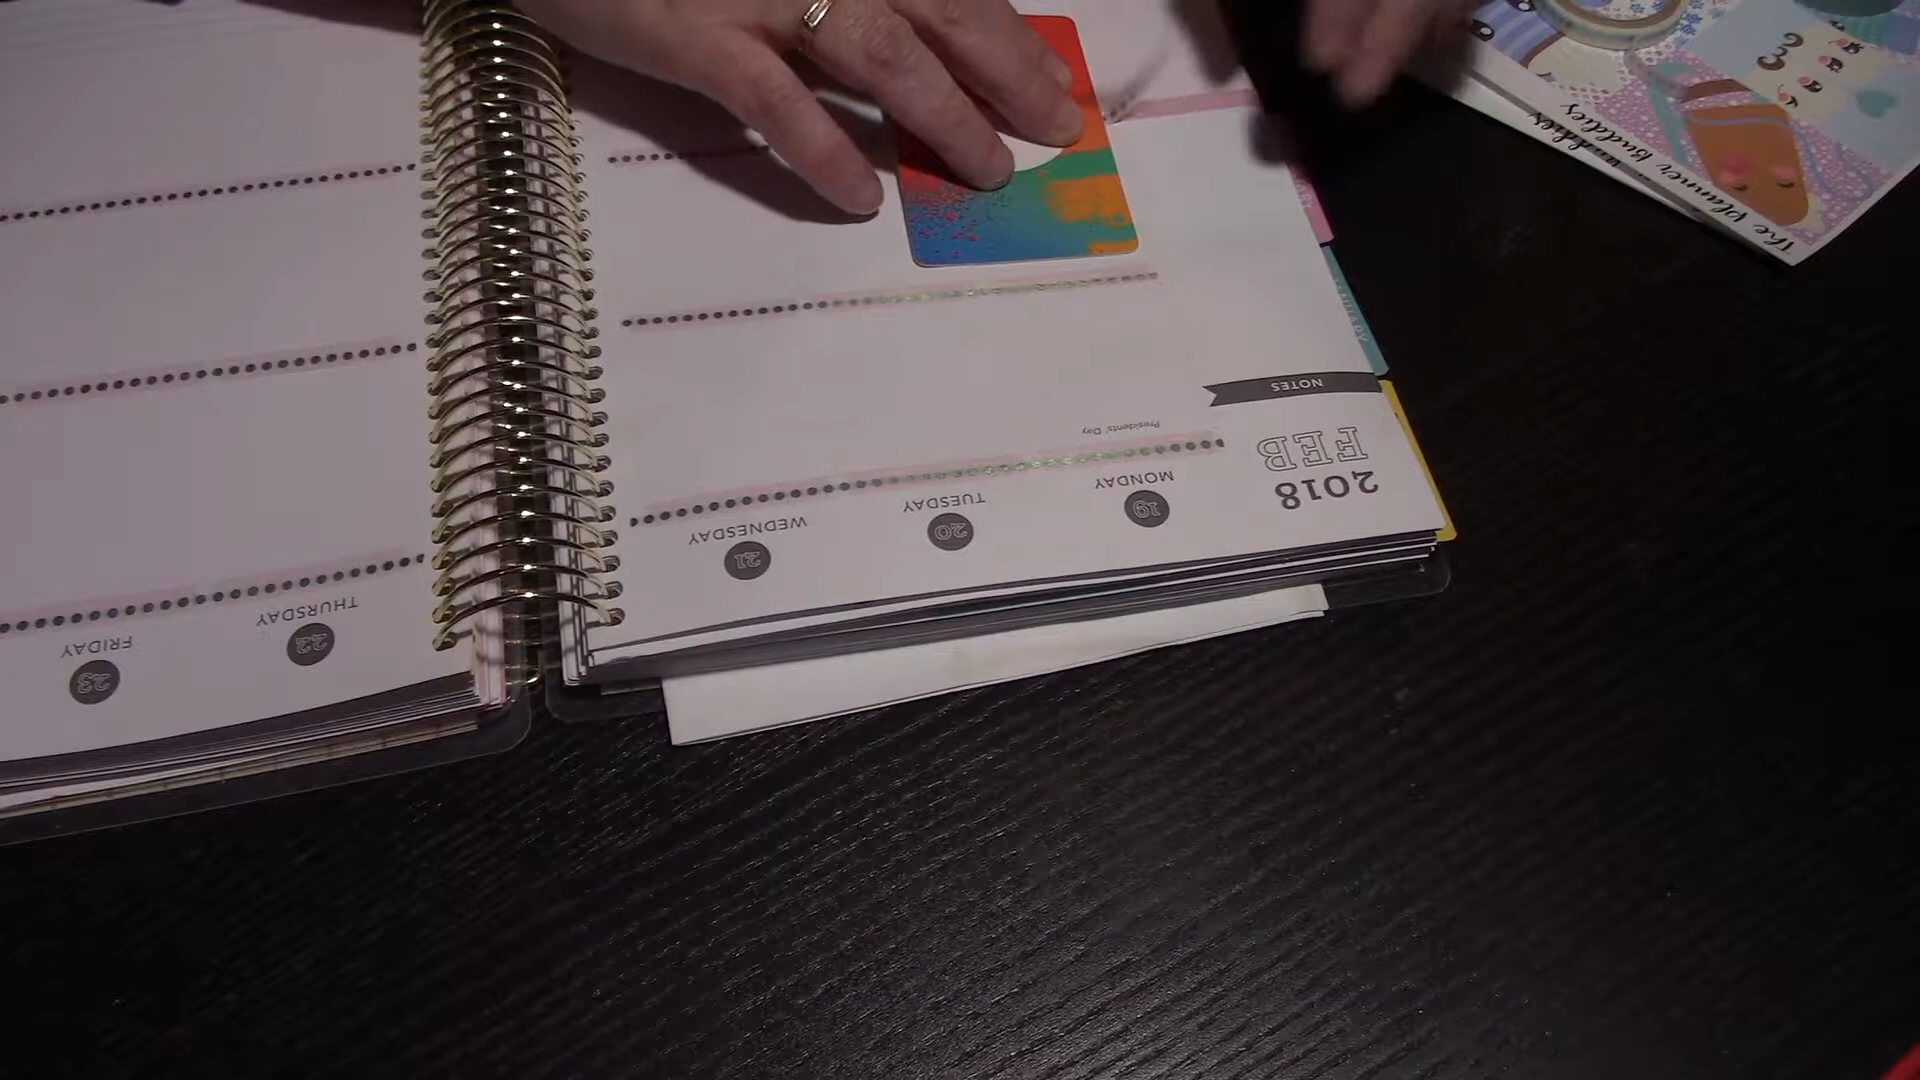 2018
FEB
NOTES
19
MONDAY
Presidents' Day
20
TUESDAY
21
WEDNESDAY
22
THURSDAY
23
FRIDAY
The Planner Buddies